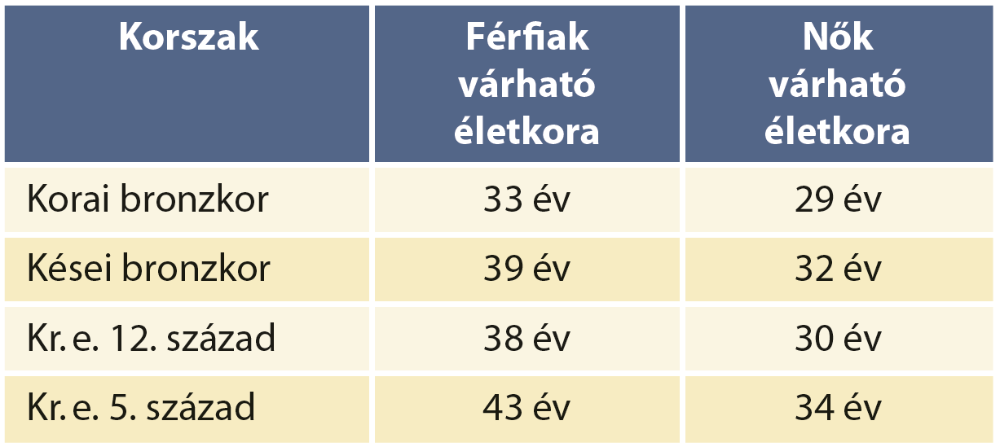 Korszak Férfiak várható életkora Nők várható életkora
Korai bronzkor 33 év 29 év
Kései bronzkor 39 év 32 év
Kr. e. 12. század 38 év 30 év
Kr. e. 5. század 43 év 34 év